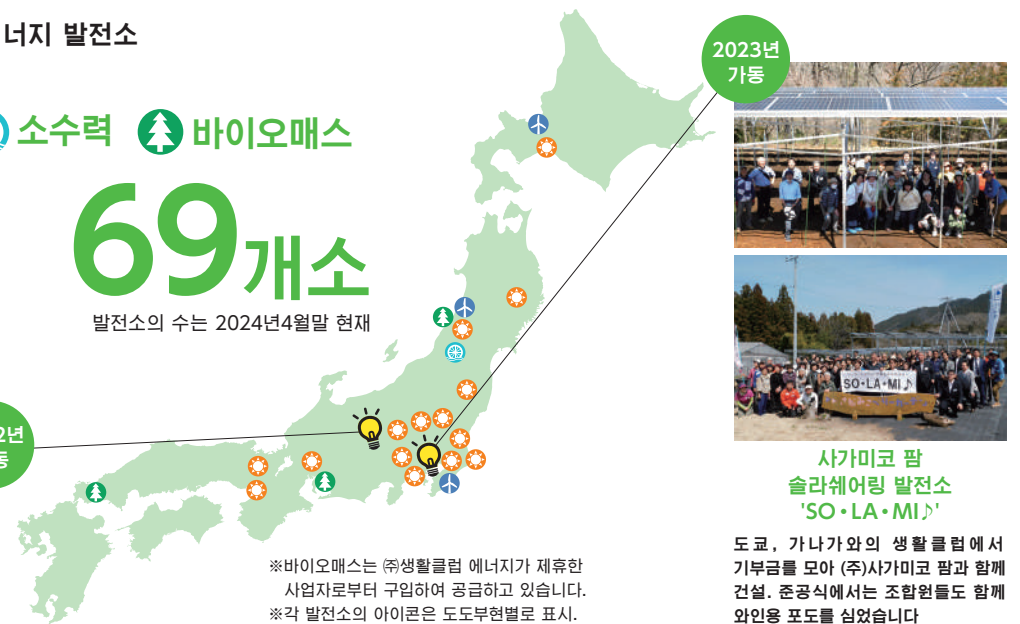 너지 발전소
소수력
바이오매스
69개소
발전소의 수는 2024년4월말 현재
2023년
가동
2년
동
SO・LA・MI♪
사가미코 팜
솔라쉐어링 발전소
'SO・LA・MI♪'
도쿄, 가나가와의 생활클럽에서
기부금를 모아 (주)사가미코 팜과 함께
건설. 준공식에서는 조합원들도 함께
와인용 포도를 심었습니다
※바이오매스는 ㈜생활클럽 에너지가 제휴한
사업자로부터 구입하여 공급하고 있습니다.
※각 발전소의 아이콘은 도도부현별로 표시.